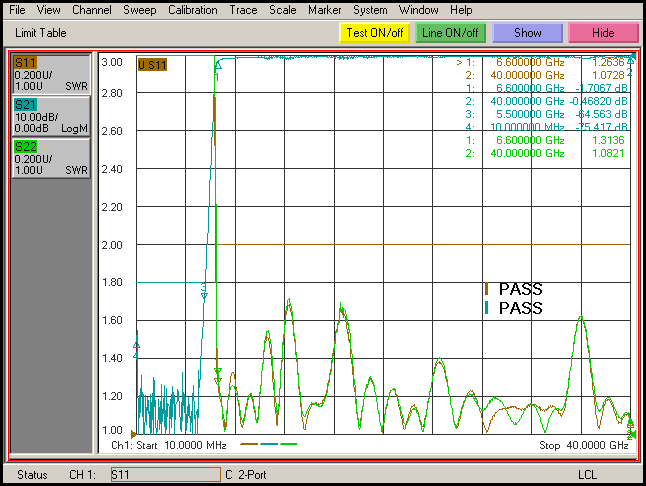 File View Channel Sweep Calibration Trace Scale Marker System Window Help
Limit Table Test ON/off Line ON/off Show Hide
S11
0.200U/
1.00U SWR
S21
10.00dB/
0.00dB LogM
S22
0.200U/
1.00U SWR
3.00
2.80
2.60
2.40
2.20
2.00
1.80
1.60
1.40
1.20
1.00
U S11
> 1: 6.600000 GHz 1.2636
2: 40.000000 GHz 1.0728
1: 6.600000 GHz -1.7067 dB
2: 40.000000 GHz -0.46820 dB
3: 5.500000 GHz -64.563 dB
4: 10.000000 MHz -75.417 dB
1: 6.600000 GHz 1.3136
2: 40.000000 GHz 1.0821
PASS
PASS
Ch1: Start 10.0000 MHz Stop 40.0000 GHz
Status CH 1: S11 C 2-Port LCL